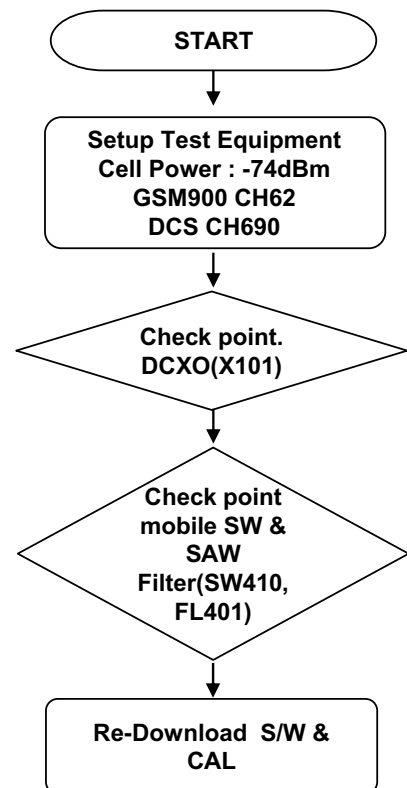 START
Setup Test Equipment
Cell Power : -74dBm
GSM900 CH62
DCS CH690
Check point.
DCXO(X101)
Check point
mobile SW &
SAW
Filter(SW410,
FL401)
Re-Download S/W &
CAL